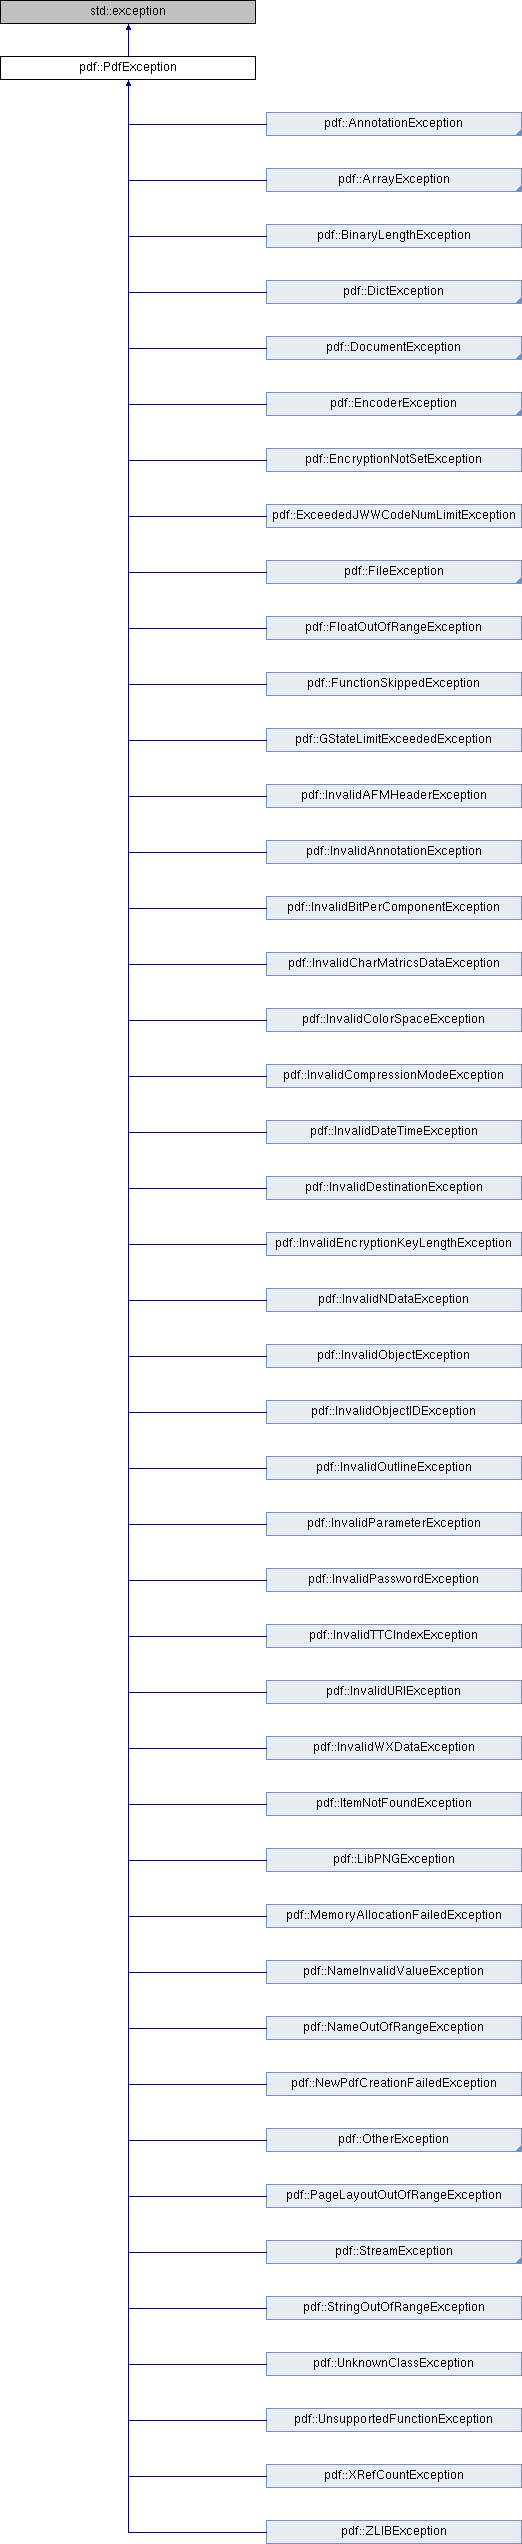 std::exception
pdf::PdfException
pdf::AnnotationException
pdf::ArrayException
pdf::BinaryLengthException
pdf::DictException
pdf::DocumentException
pdf::EncoderException
pdf::EncryptionNotSetException
pdf::ExceededJWWCodeNumLimitException
pdf::FileException
pdf::FloatOutOfRangeException
pdf::FunctionSkippedException
pdf::GStateLimitExceededException
pdf::InvalidAFMHeaderException
pdf::InvalidAnnotationException
pdf::InvalidBitPerComponentException
pdf::InvalidCharMatricsDataException
pdf::InvalidColorSpaceException
pdf::InvalidCompressionModeException
pdf::InvalidDateTimeException
pdf::InvalidDestinationException
pdf::InvalidEncryptionKeyLengthException
pdf::InvalidNDataException
pdf::InvalidObjectException
pdf::InvalidObjectIDException
pdf::InvalidOutlineException
pdf::InvalidParameterException
pdf::InvalidPasswordException
pdf::InvalidTTCIndexException
pdf::InvalidURIException
pdf::InvalidWXDataException
pdf::ItemNotFoundException
pdf::LibPNGException
pdf::MemoryAllocationFailedException
pdf::NameInvalidValueException
pdf::NameOutOfRangeException
pdf::NewPdfCreationFailedException
pdf::OtherException
pdf::PageLayoutOutOfRangeException
pdf::StreamException
pdf::StringOutOfRangeException
pdf::UnknownClassException
pdf::UnsupportedFunctionException
pdf::XRefCountException
pdf::ZLIBException